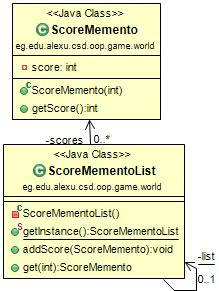 <<Java Class>>
ScoreMemento
eg.edu.alexu.csd.oop.game.world
score: int
ScoreMemento(int)
getScore():int
-scores
0..*
<<Java Class>>
ScoreMementoList
eg.edu.alexu.csd.oop.game.world
ScoreMementoList()
getInstance():ScoreMementoList
addScore(ScoreMemento):void
get(int):ScoreMemento
-list
0..1